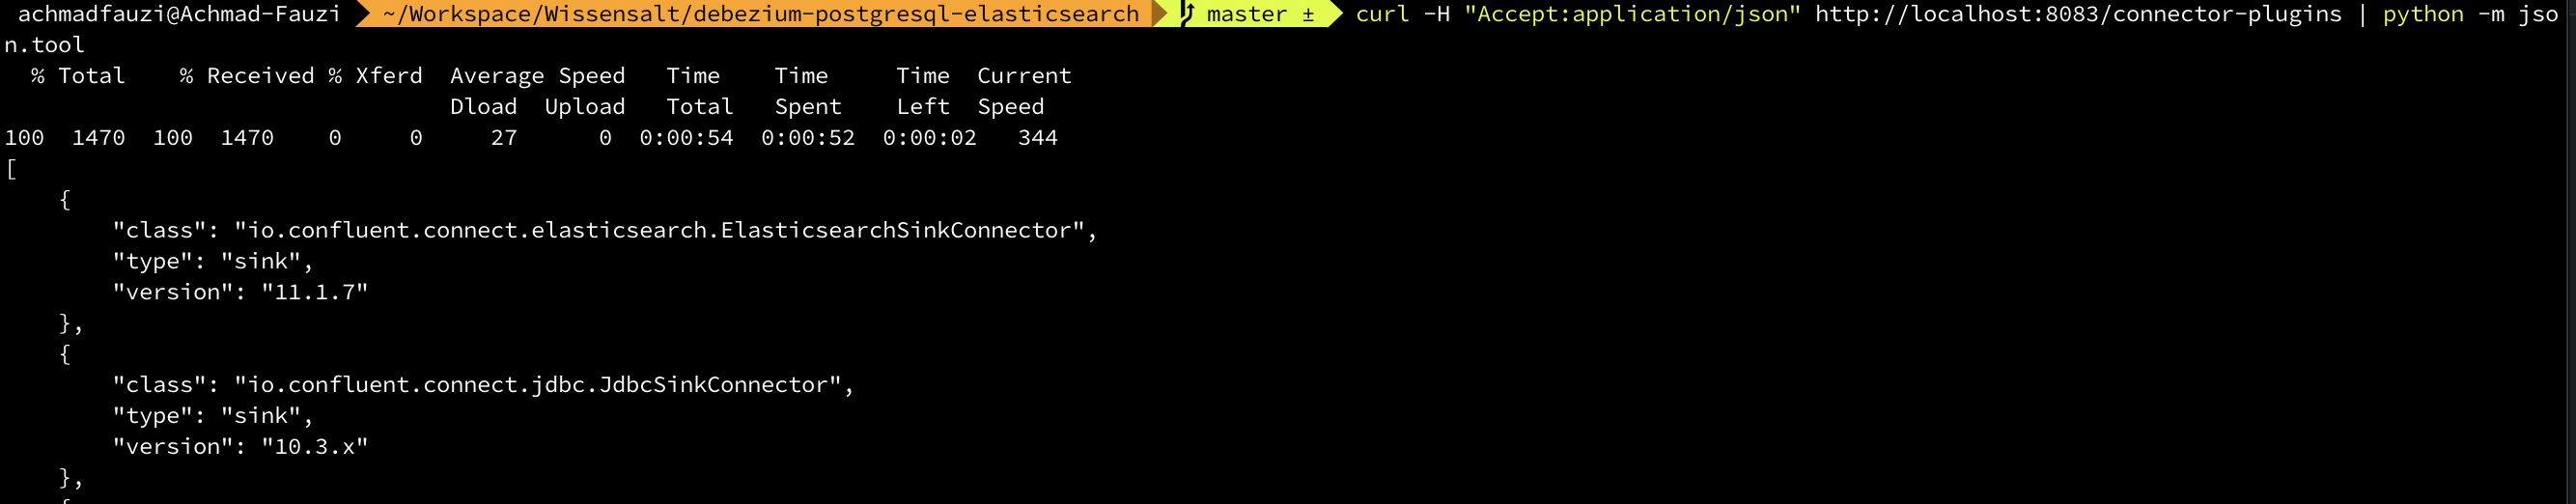 achmadfauzi@Achmad-Fauzi ~/Workspace/Wissensalt/debezium-postgresql-elasticsearch master ± curl -H "Accept:application/json" http://localhost:8083/connector-plugins | python -m jso
n.tool
  % Total    % Received % Xferd  Average Speed   Time    Time     Time  Current
                                 Dload  Upload   Total   Spent    Left  Speed
100  1470  100  1470    0     0     27      0  0:00:54  0:00:52  0:00:02   344
[
    {
        "class": "io.confluent.connect.elasticsearch.ElasticsearchSinkConnector",
        "type": "sink",
        "version": "11.1.7"
    },
    {
        "class": "io.confluent.connect.jdbc.JdbcSinkConnector",
        "type": "sink",
        "version": "10.3.x"
    },
    {